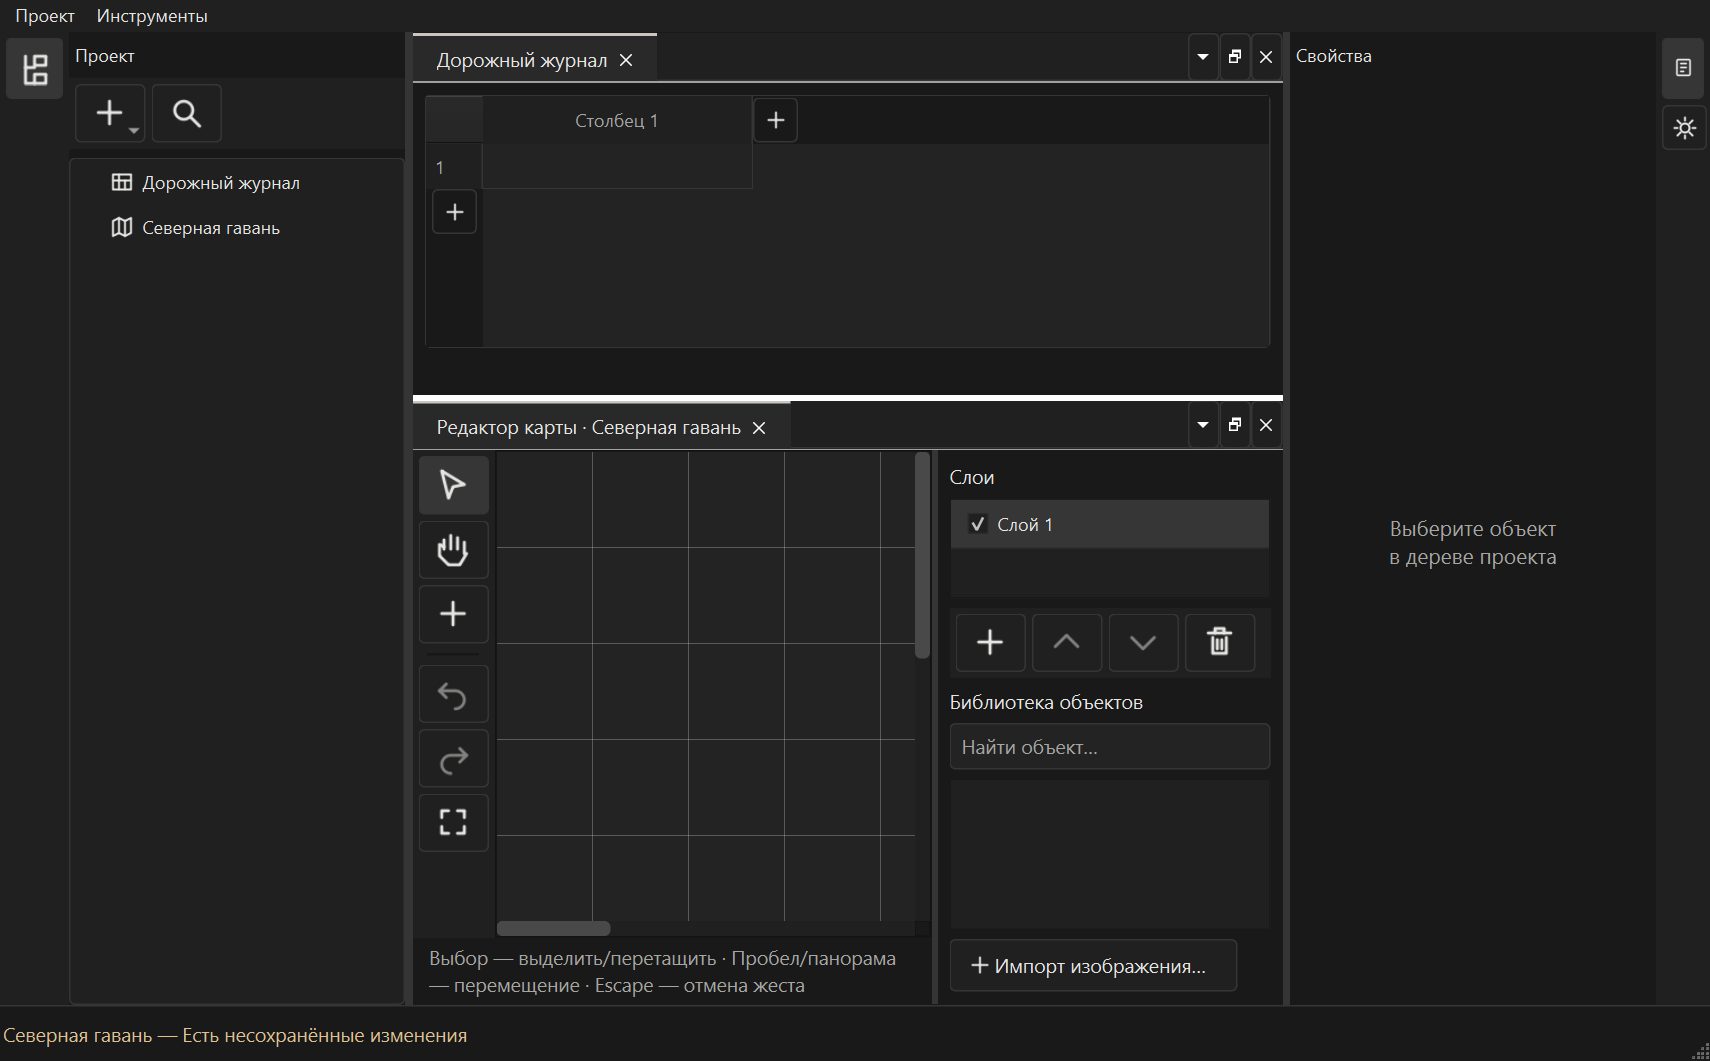 Проект Инструменты
Проект
Дорожный журнал
Северная гавань
Дорожный журнал
Столбец 1
1
Редактор карты · Северная гавань
Выбор — выделить/перетащить · Пробел/панорама
— перемещение · Escape — отмена жеста
Слои
Слой 1
Библиотека объектов
Найти объект...
Импорт изображения...
Свойства
Выберите объект
в дереве проекта
Северная гавань — Есть несохранённые изменения